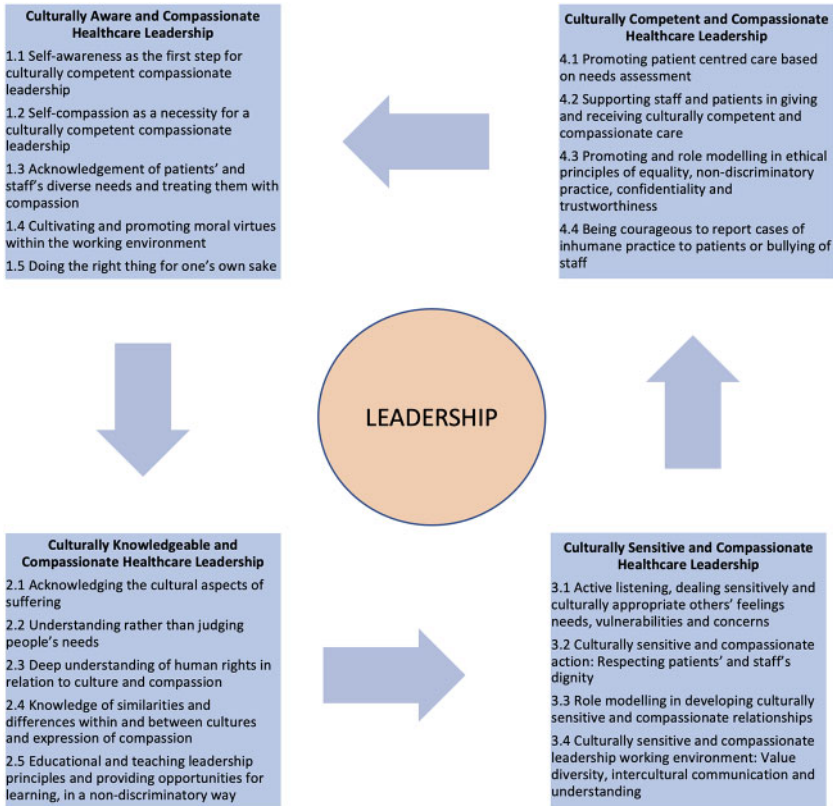 Culturally Aware and Compassionate
Healthcare Leadership
1.1 Self-awareness as the first step for
culturally competent compassionate
leadership
1.2 Self-compassion as a necessity for a
culturally competent compassionate
leadership
1.3 Acknowledgement of patients' and
staff's diverse needs and treating them with
compassion
1.4 Cultivating and promoting moral virtues
within the working environment
1.5 Doing the right thing for one's own sake
Culturally Competent and Compassionate
Healthcare Leadership
4.1 Promoting patient centred care based
on needs assessment
4.2 Supporting staff and patients in giving
and receiving culturally competent and
compassionate care
4.3 Promoting and role modelling in ethical
principles of equality, non-discriminatory
practice, confidentiality and
trustworthiness
4.4 Being courageous to report cases of
inhumane practice to patients or bullying of
staff
LEADERSHIP
Culturally Knowledgeable and
Compassionate Healthcare Leadership
2.1 Acknowledging the cultural aspects of
suffering
2.2 Understanding rather than judging
people's needs
2.3 Deep understanding of human rights in
relation to culture and compassion
2.4 Knowledge of similarities and
differences within and between cultures
and expression of compassion
2.5 Educational and teaching leadership
principles and providing opportunities for
learning, in a non-discriminatory way
Culturally Sensitive and Compassionate
Healthcare Leadership
3.1 Active listening, dealing sensitively and
culturally appropriate others' feelings
needs, vulnerabilities and concerns
3.2 Culturally sensitive and compassionate
action: Respecting patients' and staff's
dignity
3.3 Role modelling in developing culturally
sensitive and compassionate relationships
3.4 Culturally sensitive and compassionate
leadership working environment: Value
diversity, intercultural communication and
understanding